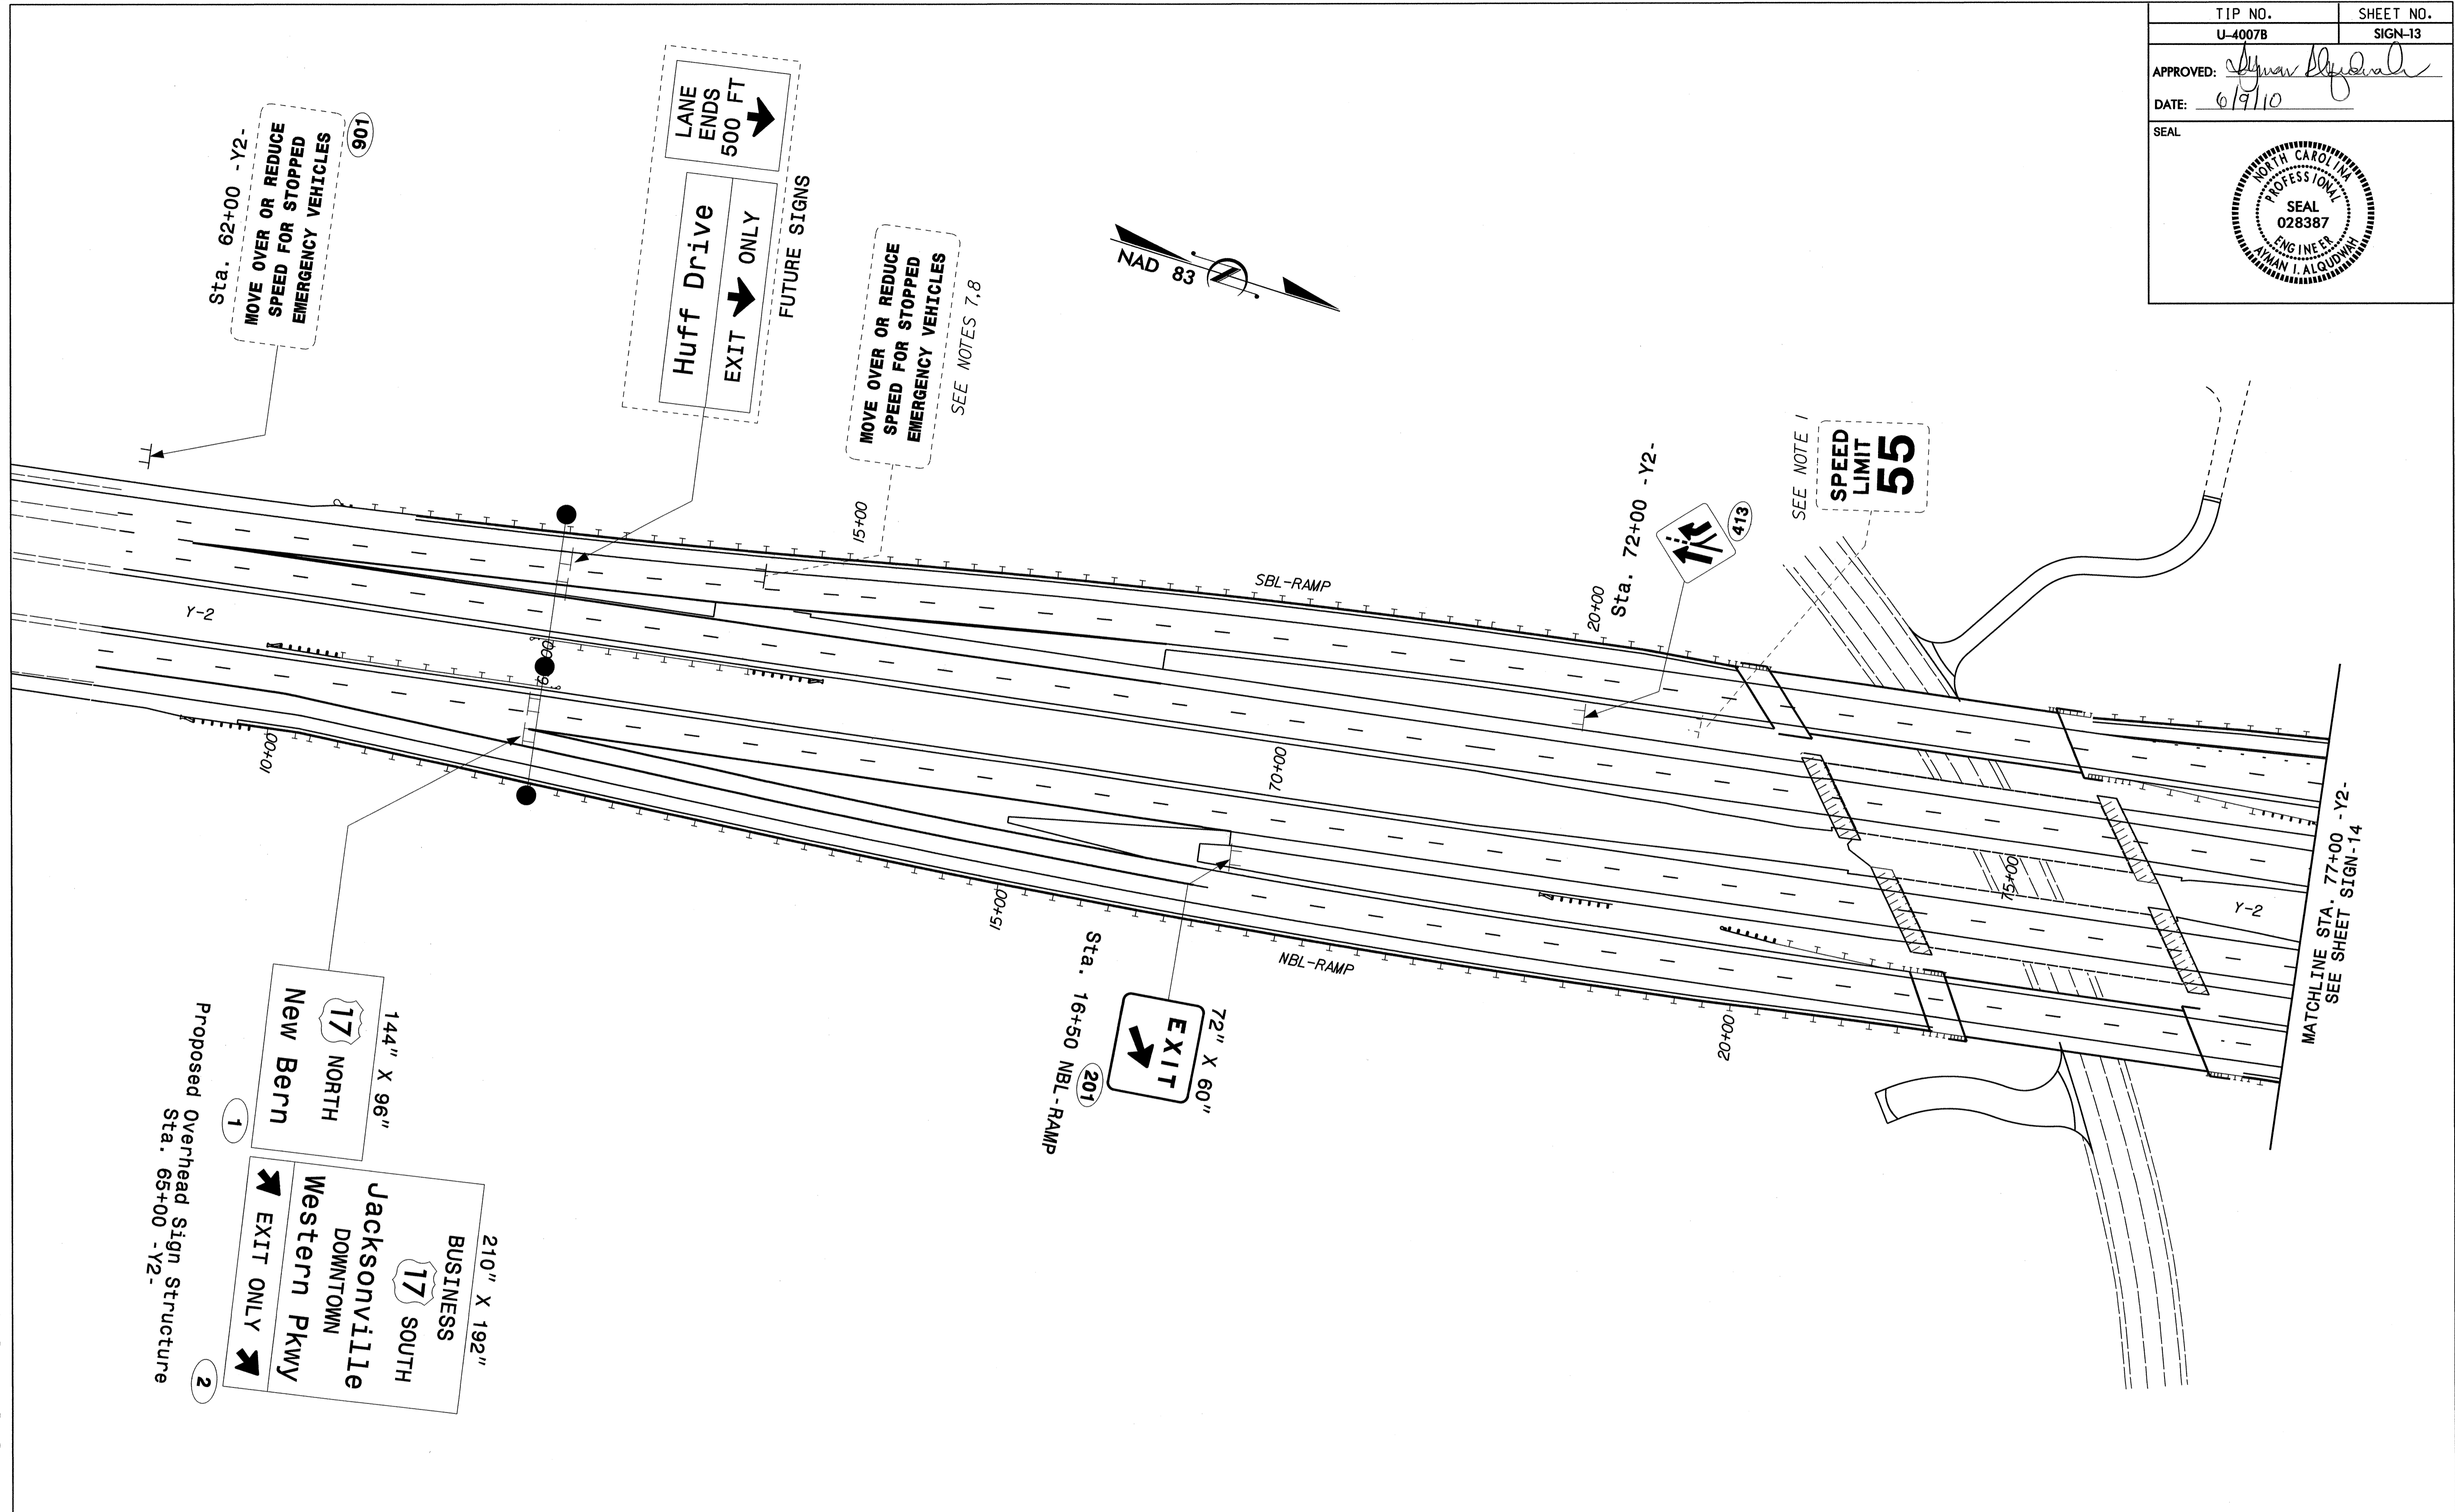 TIP NO. SHEET NO.
U-4007B SIGN-13
APPROVED:
DATE: 6/9/10
SEAL
NORTH CAROLINA
PROFESSIONAL
SEAL
028387
ENGINEER
AYMAN I. ALQUDWAH
Sta. 62+00 -Y2-
MOVE OVER OR REDUCE
SPEED FOR STOPPED
EMERGENCY VEHICLES
901
LANE
ENDS
500 FT
Huff Drive
EXIT ONLY
FUTURE SIGNS
MOVE OVER OR REDUCE
SPEED FOR STOPPED
EMERGENCY VEHICLES
SEE NOTES 7,8
NAD 83
15+00
SBL-RAMP
20+00
Sta. 72+00 -Y2-
413
SEE NOTE 1
SPEED
LIMIT
55
Y-2
10+00
70+00
15+00
NBL-RAMP
20+00
75+00
Y-2
MATCHLINE STA. 77+00 -Y2-
SEE SHEET SIGN-14
72" X 60"
EXIT
201
Sta. 16+50 NBL-RAMP
144" X 96"
17 NORTH
New Bern
1
210" X 192"
BUSINESS
17 SOUTH
Jacksonville
DOWNTOWN
Western Pkwy
EXIT ONLY
2
Proposed Overhead Sign Structure
Sta. 65+00 -Y2-